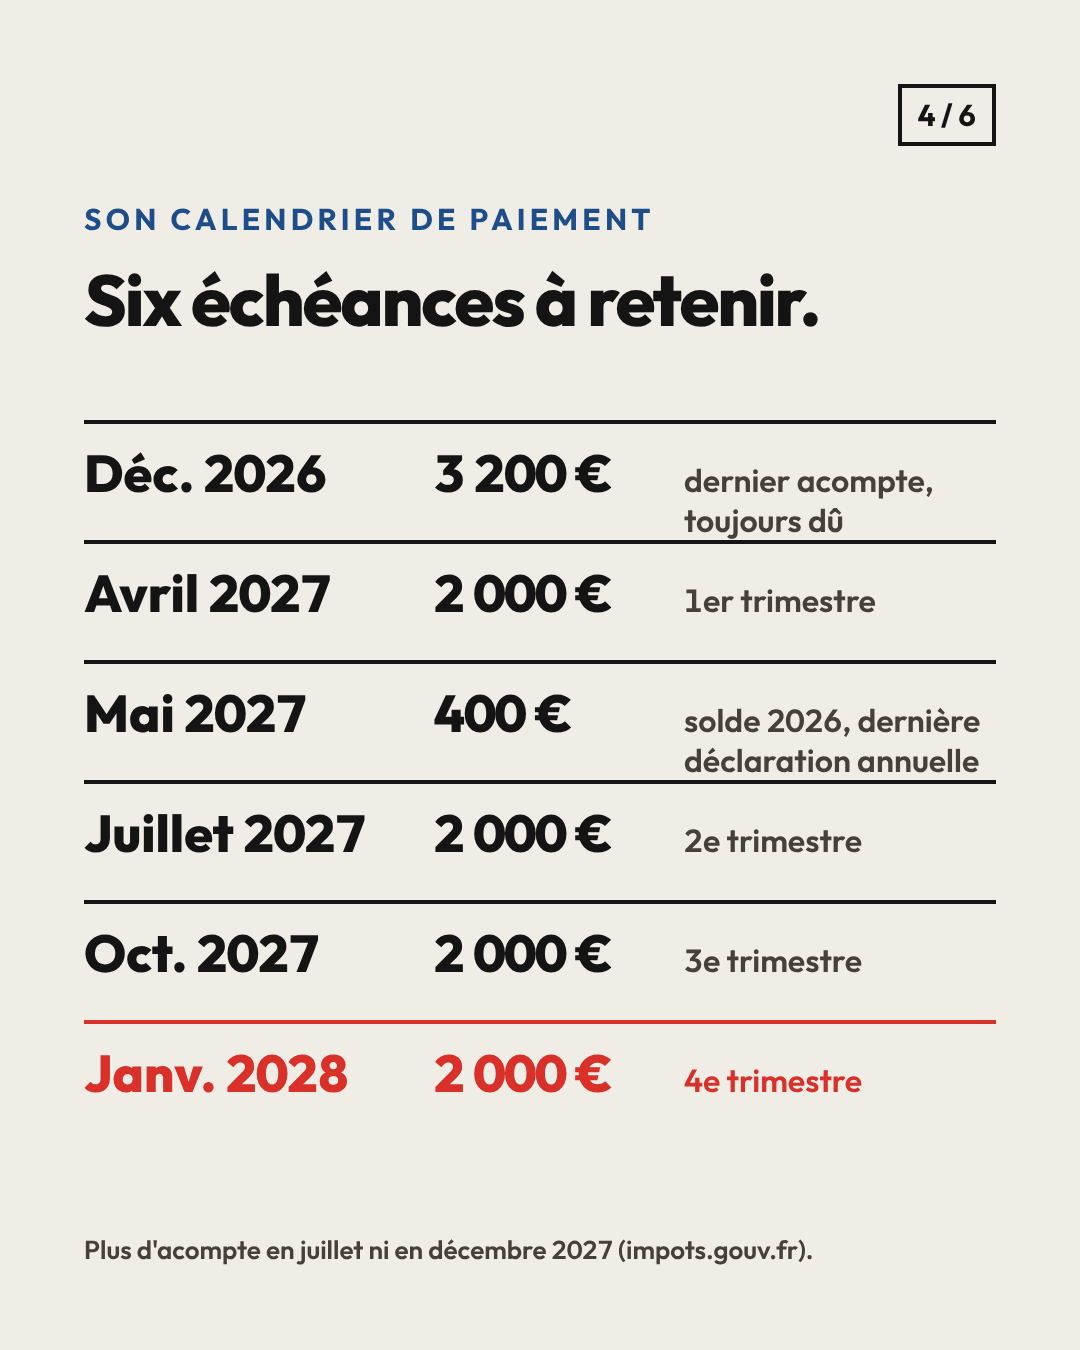 4 / 6
SON CALENDRIER DE PAIEMENT
Six échéances à retenir.
Déc. 2026 3 200 € dernier acompte,
toujours dû
Avril 2027 2 000 € 1er trimestre
Mai 2027 400 € solde 2026, dernière
déclaration annuelle
Juillet 2027 2 000 € 2e trimestre
Oct. 2027 2 000 € 3e trimestre
Janv. 2028 2 000 € 4e trimestre
Plus d'acompte en juillet ni en décembre 2027 (impots.gouv.fr).